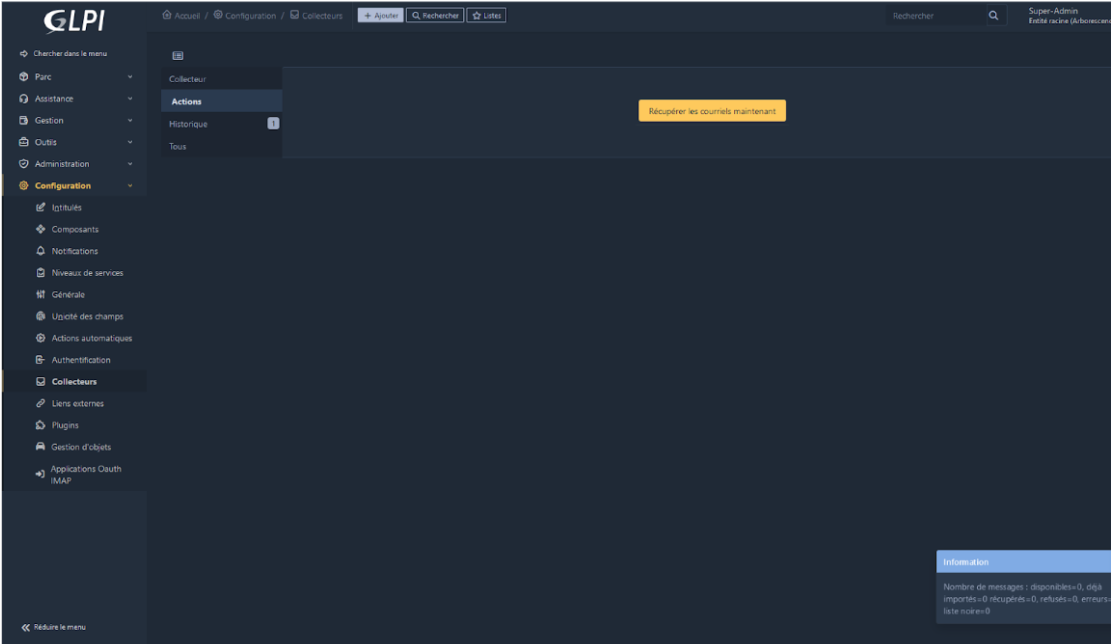 GLPI
Accueil / Configuration / Collecteurs
+ Ajouter
Rechercher
Listes
Rechercher
Super-Admin
Entité racine
Chercher dans le menu
Parc
Assistance
Gestion
Outils
Administration
Configuration
Intitulés
Composants
Notifications
Niveaux de services
Générale
Unicité des champs
Actions automatiques
Authentification
Collecteurs
Liens externes
Plugins
Gestion d'objets
Applications Oauth
IMAP
Réduire le menu
Collecteur
Actions
Historique 1
Tous
Récupérer les courriels maintenant
Information
Nombre de messages : disponibles=0, déjà
importés=0 récupérés=0, refusés=0, erreurs=
liste noire=0